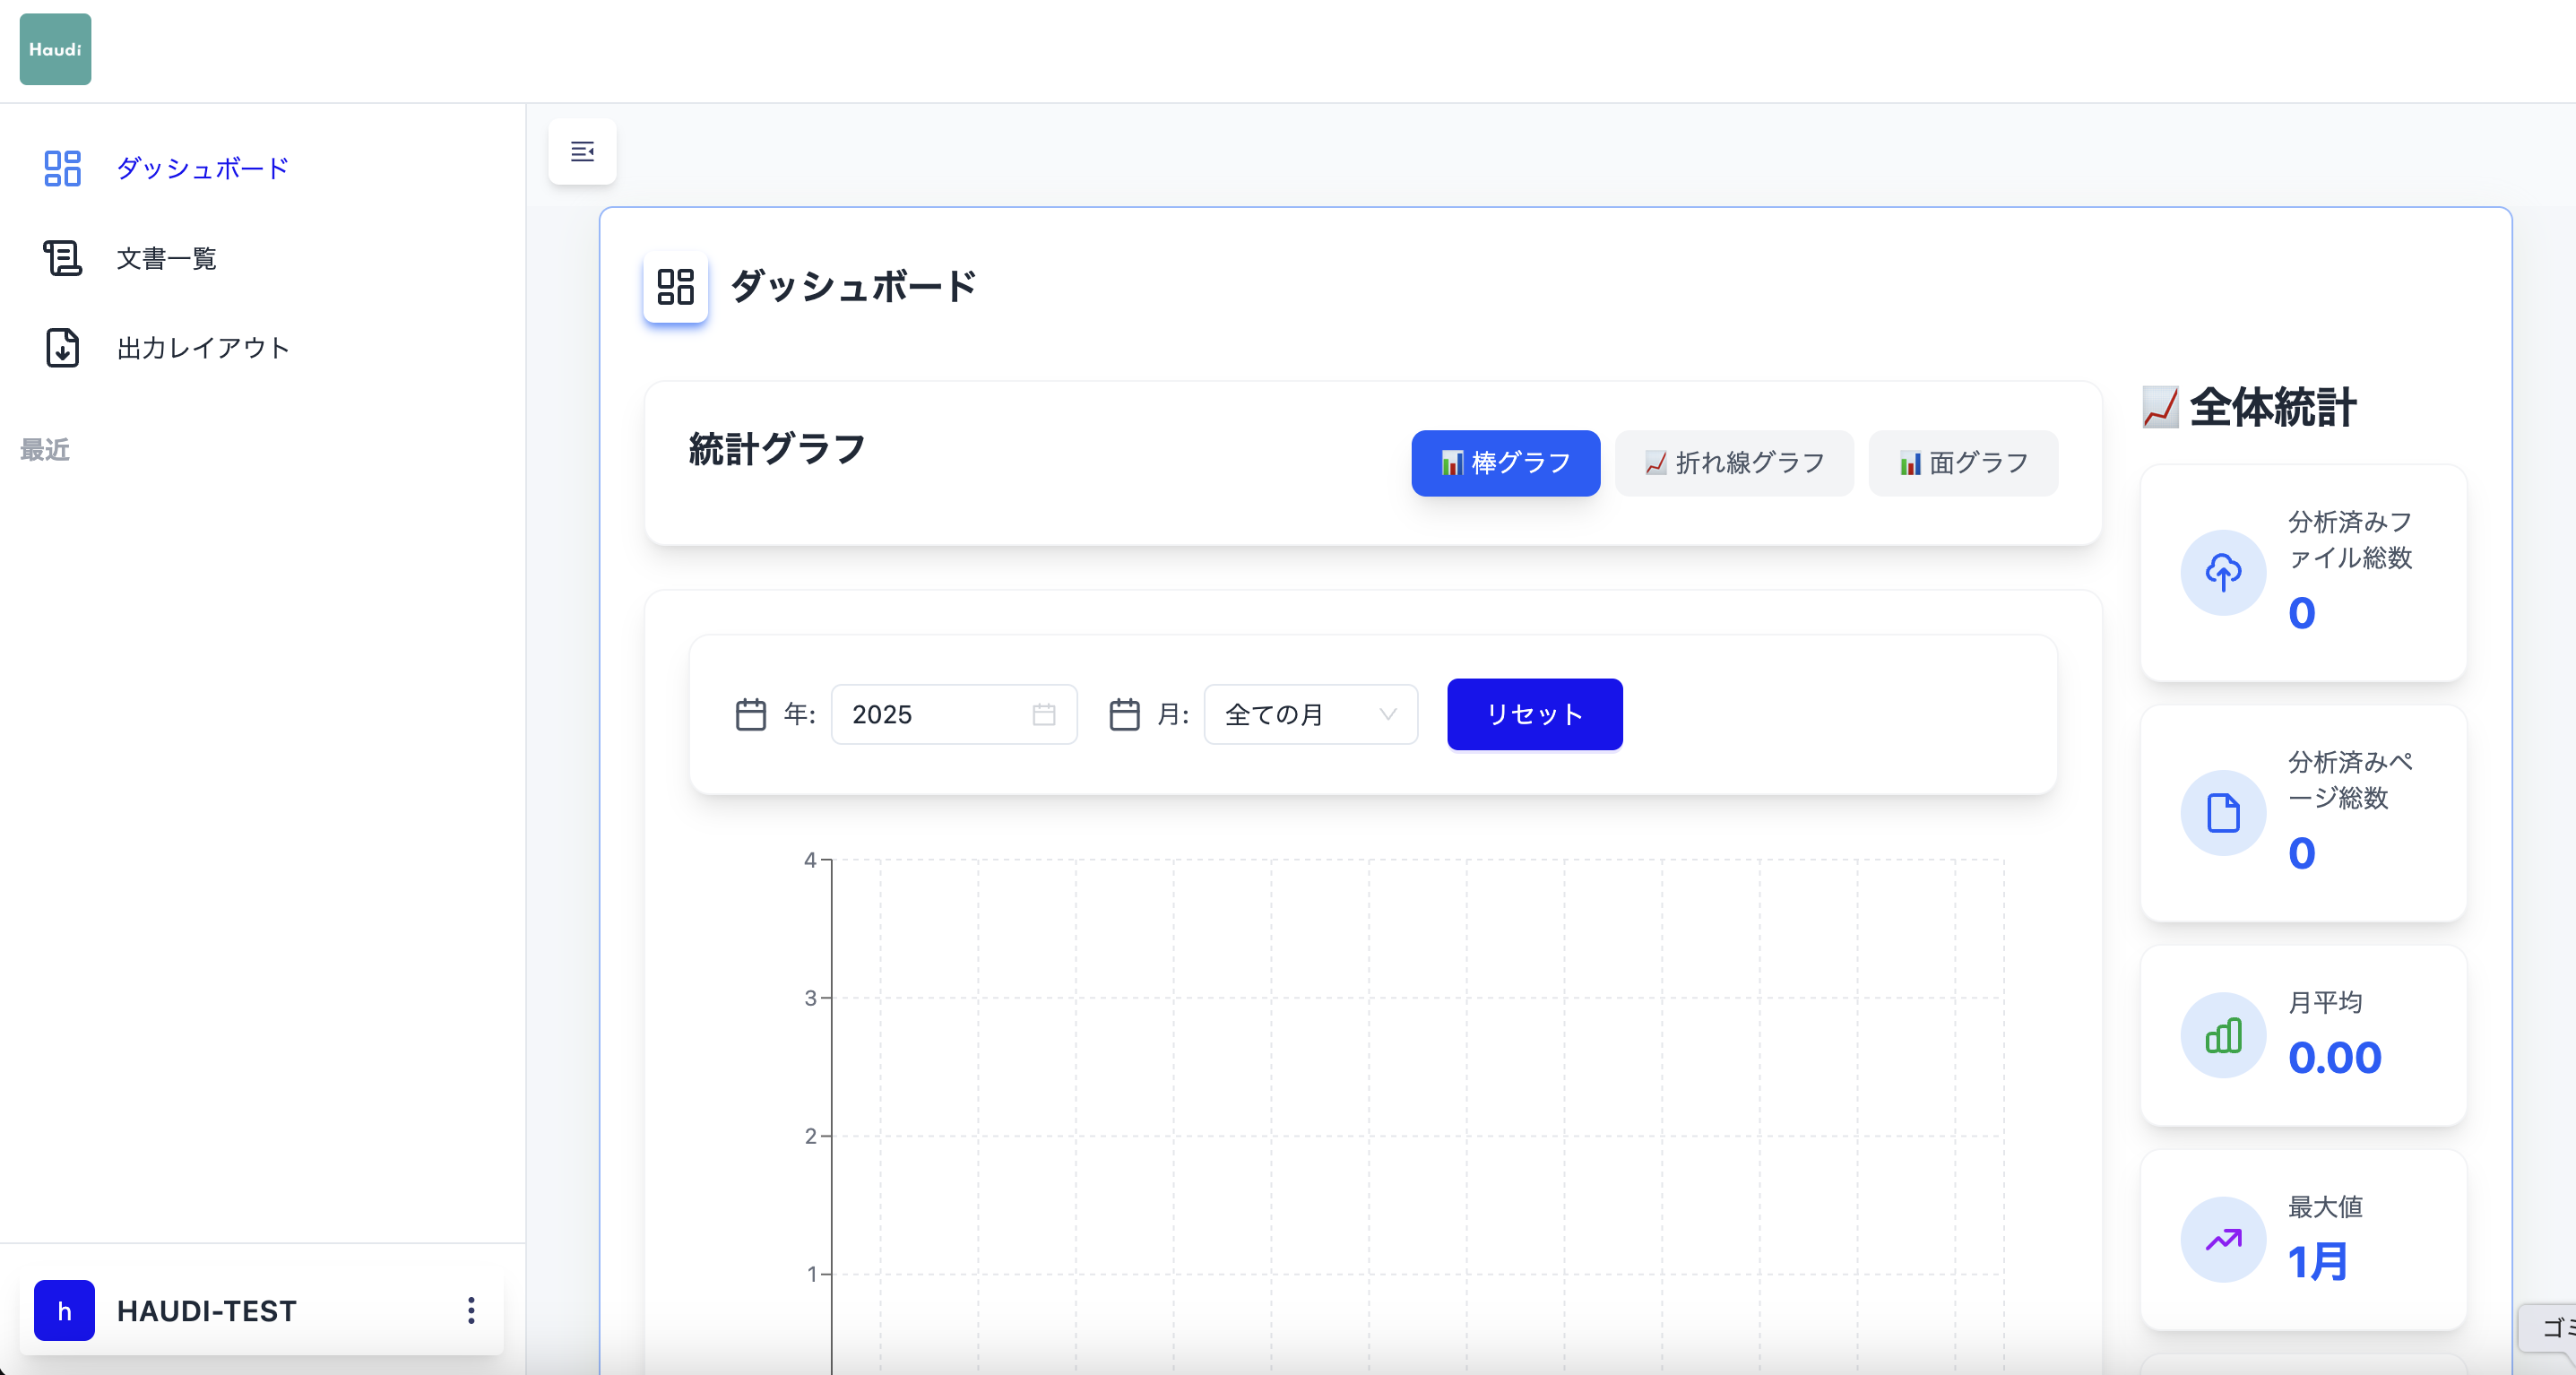 Haudi
ダッシュボード
文書一覧
出力レイアウト
最近
h
HAUDI-TEST
ダッシュボード
統計グラフ
棒グラフ
折れ線グラフ
面グラフ
年:
2025
月:
全ての月
リセット
4
3
2
1
全体統計
分析済みフ
ァイル総数
0
分析済みペ
ージ総数
0
月平均
0.00
最大値
1月